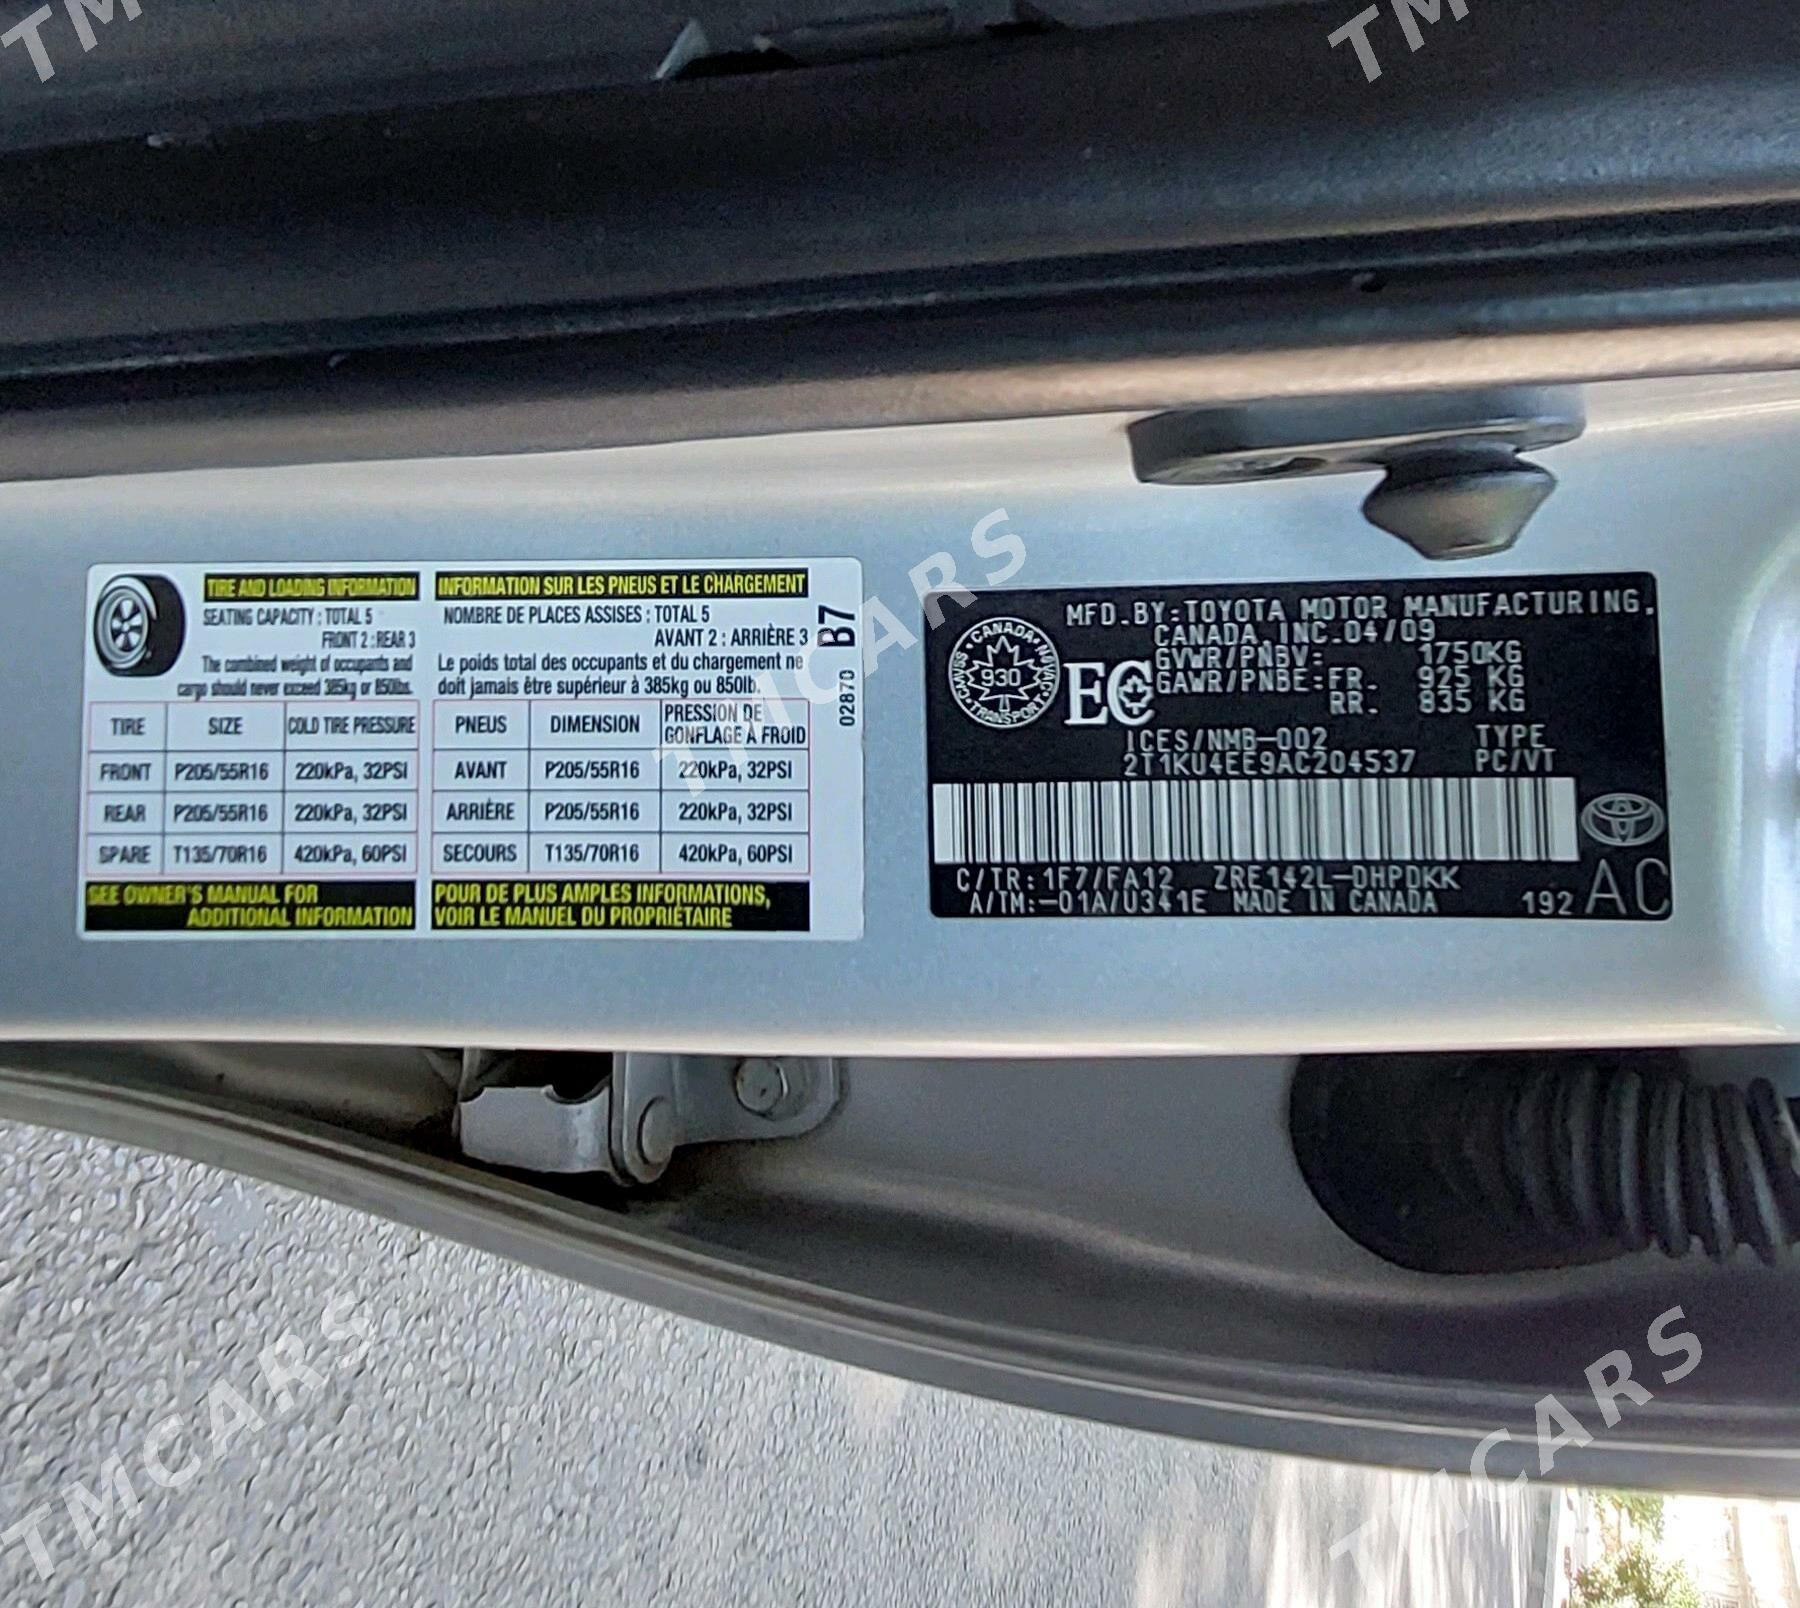 TMCARS
TMCARS
TIRE AND LOADING INFORMATION
SEATING CAPACITY : TOTAL 5
FRONT 2 : REAR 3
The combined weight of occupants and
cargo should never exceed 385kg or 850lbs.
TIRE SIZE COLD TIRE PRESSURE
FRONT P205/55R16 220kPa, 32PSI
REAR P205/55R16 220kPa, 32PSI
SPARE T135/70R16 420kPa, 60PSI
SEE OWNER'S MANUAL FOR
ADDITIONAL INFORMATION
INFORMATION SUR LES PNEUS ET LE CHARGEMENT
NOMBRE DE PLACES ASSISES : TOTAL 5
AVANT 2 : ARRIÈRE 3
Le poids total des occupants et du chargement ne
doit jamais être supérieur à 385kg ou 850lb.
PNEUS DIMENSION PRESSION DE
GONFLAGE À FROID
AVANT P205/55R16 220kPa, 32PSI
ARRIÈRE P205/55R16 220kPa, 32PSI
SECOURS T135/70R16 420kPa, 60PSI
POUR DE PLUS AMPLES INFORMATIONS,
VOIR LE MANUEL DU PROPRIÉTAIRE
02870 B7
TMCARS
MFD.BY:TOYOTA MOTOR MANUFACTURING,
CANADA INC.04/09
GVWR/PNBV: 1750KG
GAWR/PNBE:FR. 925 KG
RR. 835 KG
CANADA
CMVSS 930 NVSAC
TRANSPORT
EC
ICES/NMB-002 TYPE
2T1KU4EE9AC204537 PC/VT
C/TR:1F7/FA12 ZRE142L-DHPDKK
A/TM:-01A/U341E MADE IN CANADA 192 AC
TMCARS
TMCARS